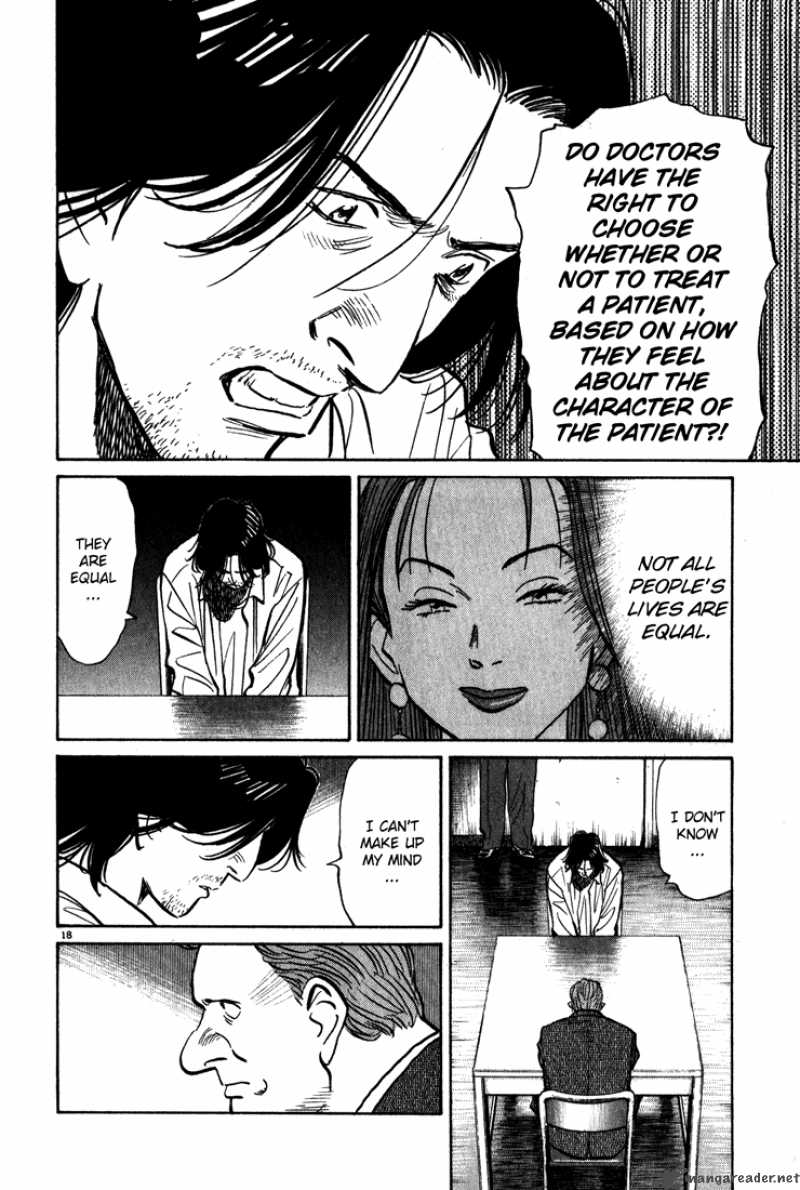 DO DOCTORS
HAVE THE
RIGHT TO
CHOOSE
WHETHER OR
NOT TO TREAT
A PATIENT,
BASED ON HOW
THEY FEEL
ABOUT THE
CHARACTER OF
THE PATIENT?!
NOT ALL
PEOPLE'S
LIVES ARE
EQUAL.
THEY
ARE
EQUAL
...
I DON'T
KNOW
...
I CAN'T
MAKE UP
MY MIND
...
18
mangareader.net